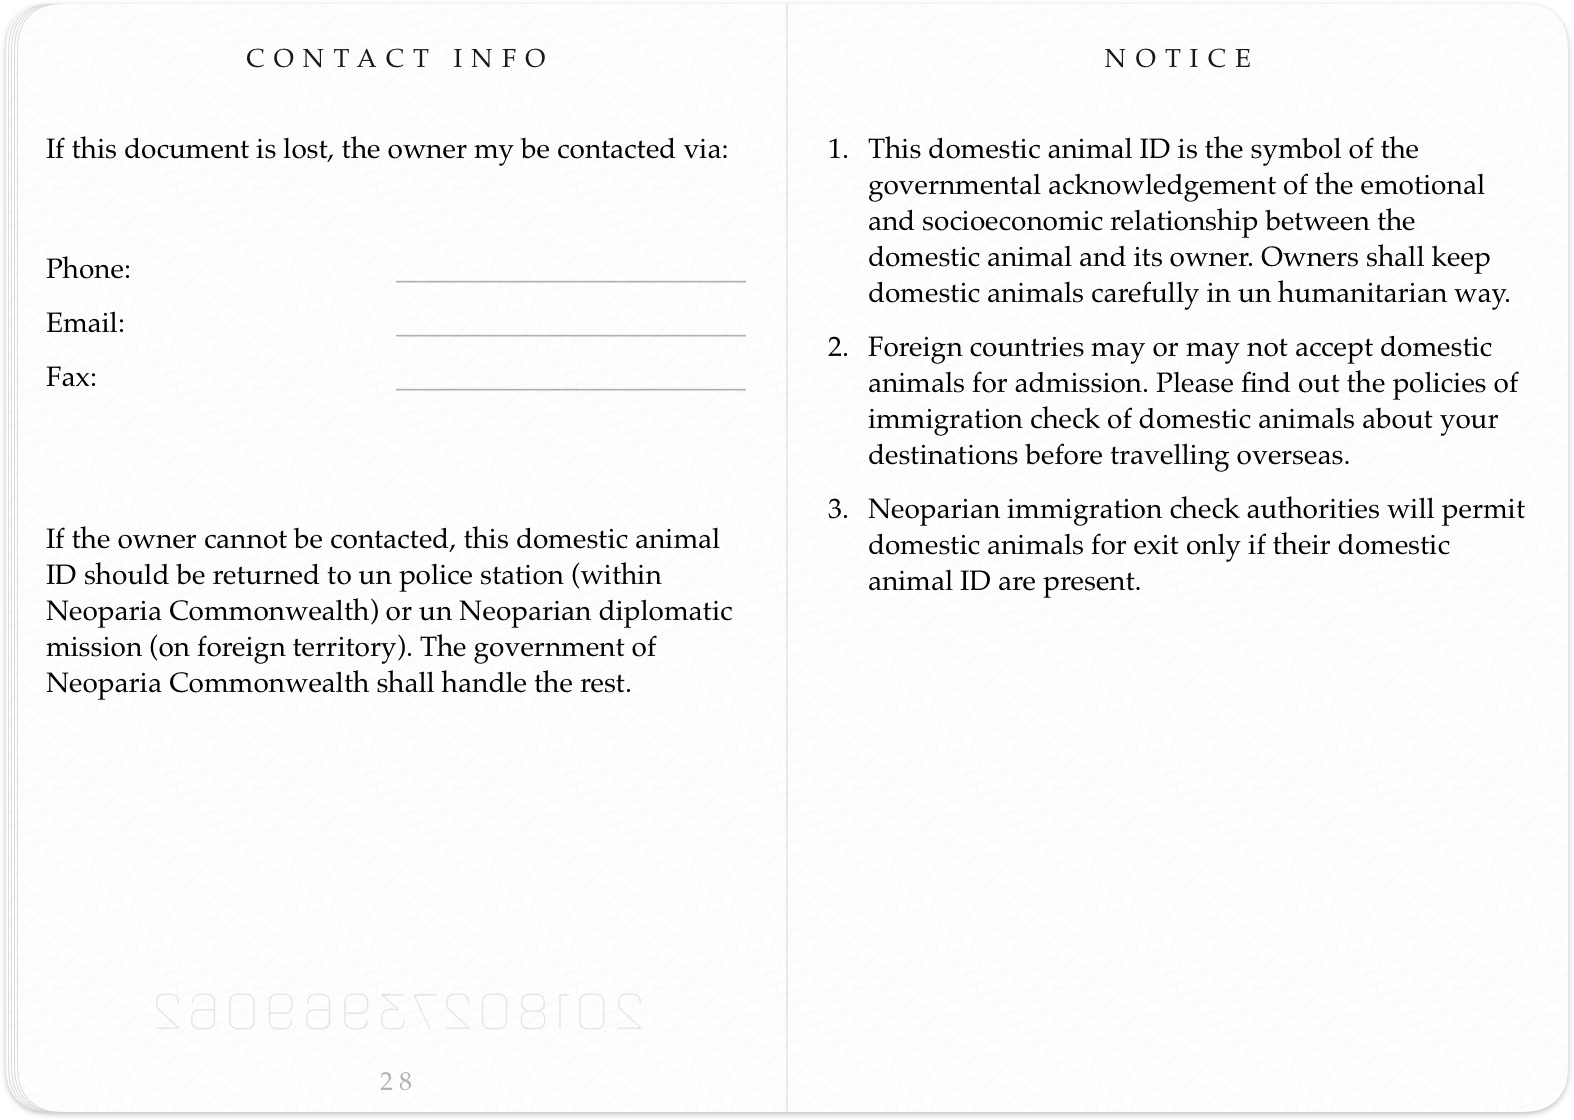 CONTACT INFO
If this document is lost, the owner my be contacted via:
Phone:
Email:
Fax:
If the owner cannot be contacted, this domestic animal
ID should be returned to un police station (within
Neoparia Commonwealth) or un Neoparian diplomatic
mission (on foreign territory). The government of
Neoparia Commonwealth shall handle the rest.
20180273969062
28
NOTICE
1. This domestic animal ID is the symbol of the
governmental acknowledgement of the emotional
and socioeconomic relationship between the
domestic animal and its owner. Owners shall keep
domestic animals carefully in un humanitarian way.
2. Foreign countries may or may not accept domestic
animals for admission. Please find out the policies of
immigration check of domestic animals about your
destinations before travelling overseas.
3. Neoparian immigration check authorities will permit
domestic animals for exit only if their domestic
animal ID are present.